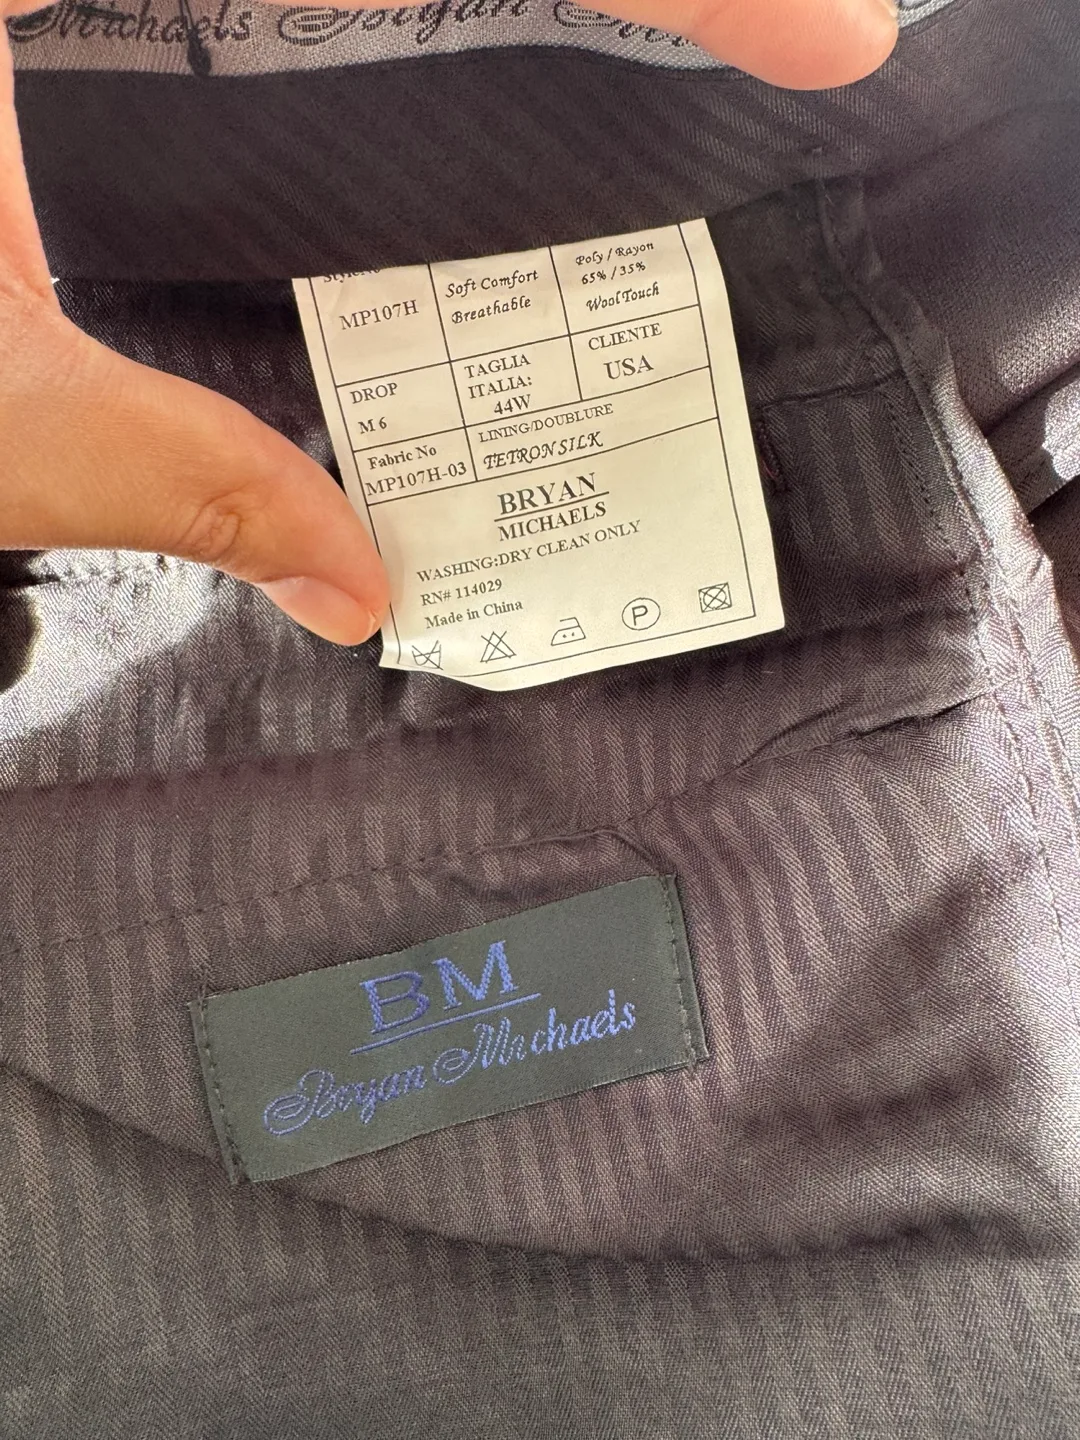 Michaels Bryan
Style No
MP107H
Soft Comfort
Breathable
Poly / Rayon
65% / 35%
Wool Touch
DROP
M 6
TAGLIA
ITALIA:
44W
CLIENTE
USA
Fabric No
MP107H-03
LINING/DOUBLURE
TETRON SILK
BRYAN
MICHAELS
WASHING:DRY CLEAN ONLY
RN# 114029
Made in China
P
BM
Bryan Michaels